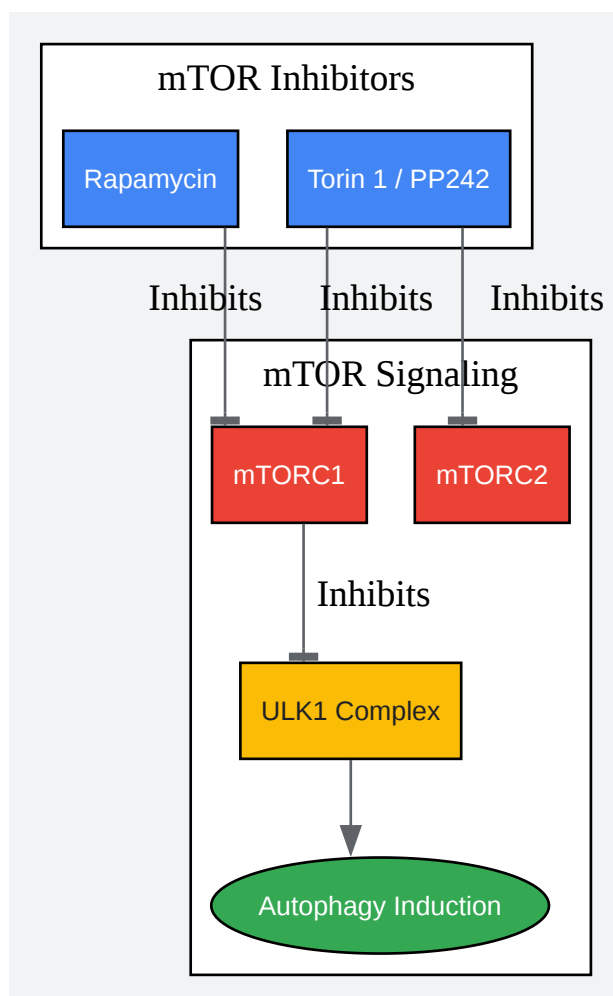 mTOR Inhibitors
Rapamycin
Torin 1 / PP242
Inhibits
Inhibits
Inhibits
mTOR Signaling
mTORC1
mTORC2
Inhibits
ULK1 Complex
Autophagy Induction